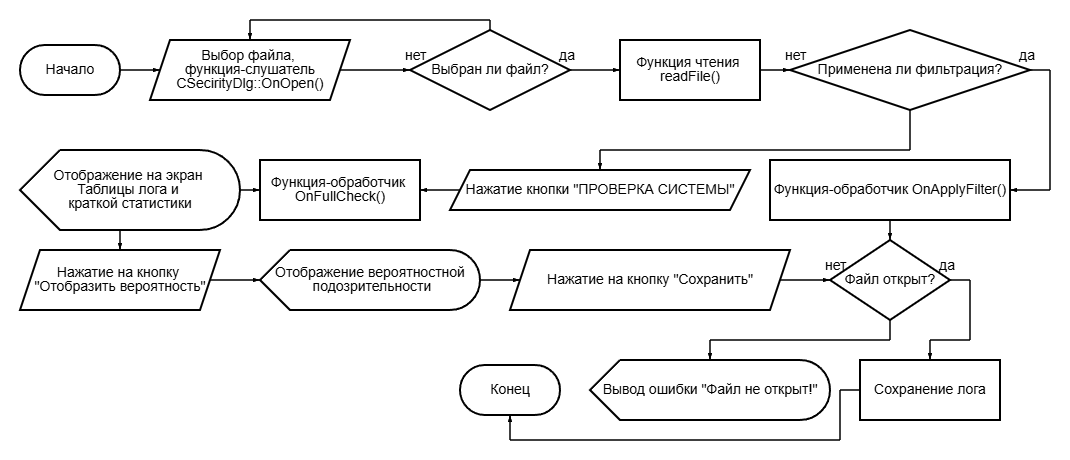 Начало
Выбор файла,
функция-слушатель
CSecirityDlg::OnOpen()
нет
Выбран ли файл?
да
Функция чтения
readFile()
нет
Применена ли фильтрация?
да
Отображение на экран
Таблицы лога и
краткой статистики
Функция-обработчик
OnFullCheck()
Нажатие кнопки "ПРОВЕРКА СИСТЕМЫ"
Функция-обработчик OnApplyFilter()
Нажатие на кнопку
"Отобразить вероятность"
Отображение вероятностной
подозрительности
Нажатие на кнопку "Сохранить"
нет
Файл открыт?
да
Конец
Вывод ошибки "Файл не открыт!"
Сохранение лога